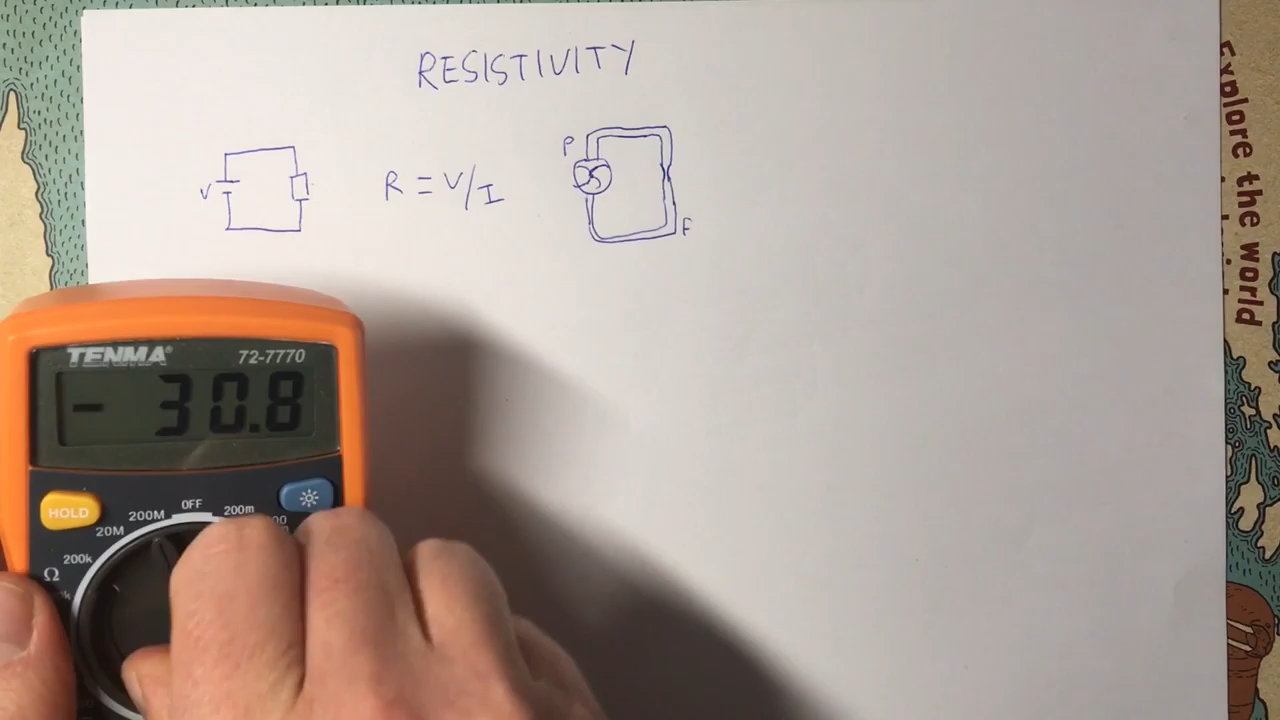 RESISTIVITY
V
R = V/I
P
F
TENMA® 72-7770
- 30.8
HOLD
OFF
200m
200M
20M
200k
Ω
Explore the world